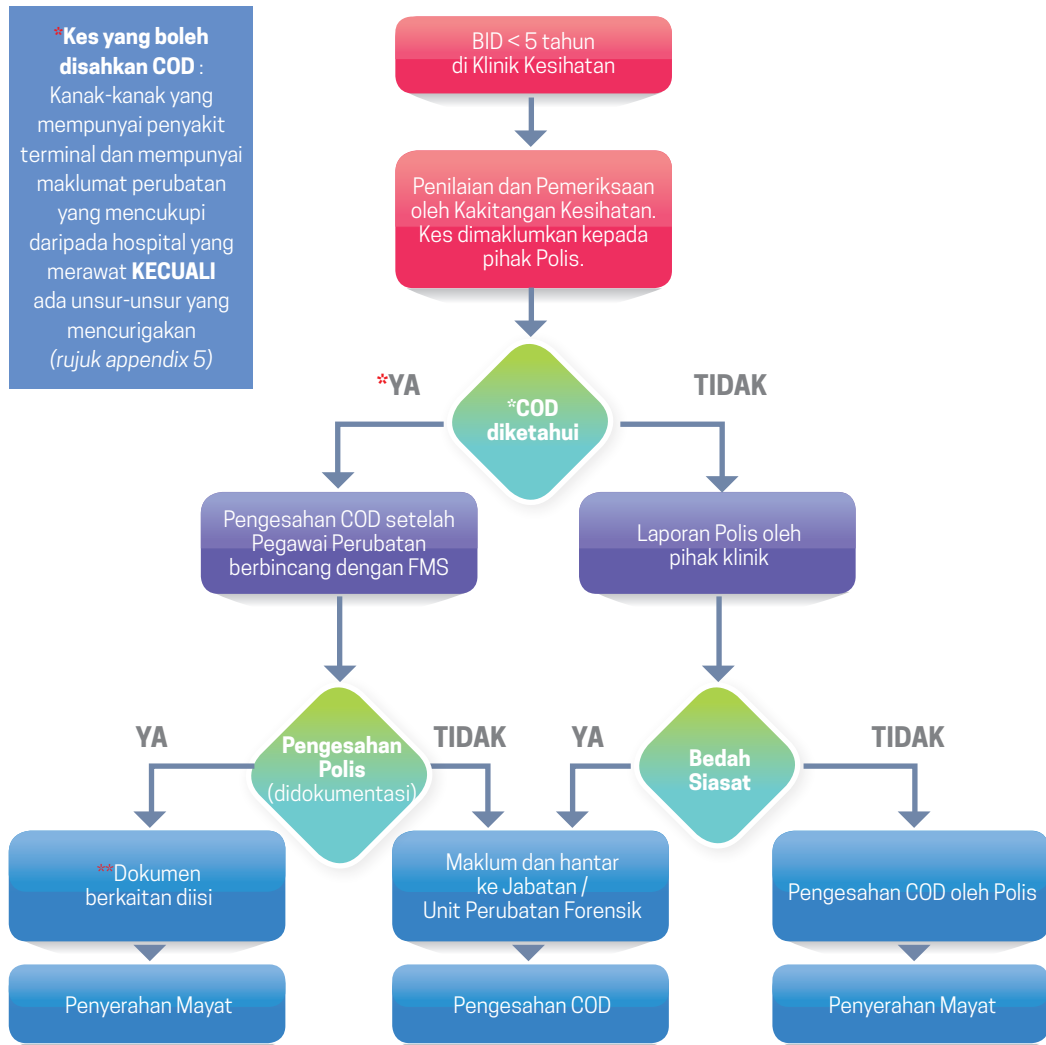 *Kes yang boleh
disahkan COD :
Kanak-kanak yang
mempunyai penyakit
terminal dan mempunyai
maklumat perubatan
yang mencukupi
daripada hospital yang
merawat KECUALI
ada unsur-unsur yang
mencurigakan
(rujuk appendix 5)
BID < 5 tahun
di Klinik Kesihatan
Penilaian dan Pemeriksaan
oleh Kakitangan Kesihatan.
Kes dimaklumkan kepada
pihak Polis.
*YA
*COD
diketahui
TIDAK
Pengesahan COD setelah
Pegawai Perubatan
berbincang dengan FMS
Laporan Polis oleh
pihak klinik
YA
Pengesahan
Polis
(didokumentasi)
TIDAK
YA
Bedah
Siasat
TIDAK
**Dokumen
berkaitan diisi
Maklum dan hantar
ke Jabatan /
Unit Perubatan Forensik
Pengesahan COD oleh Polis
Penyerahan Mayat
Pengesahan COD
Penyerahan Mayat